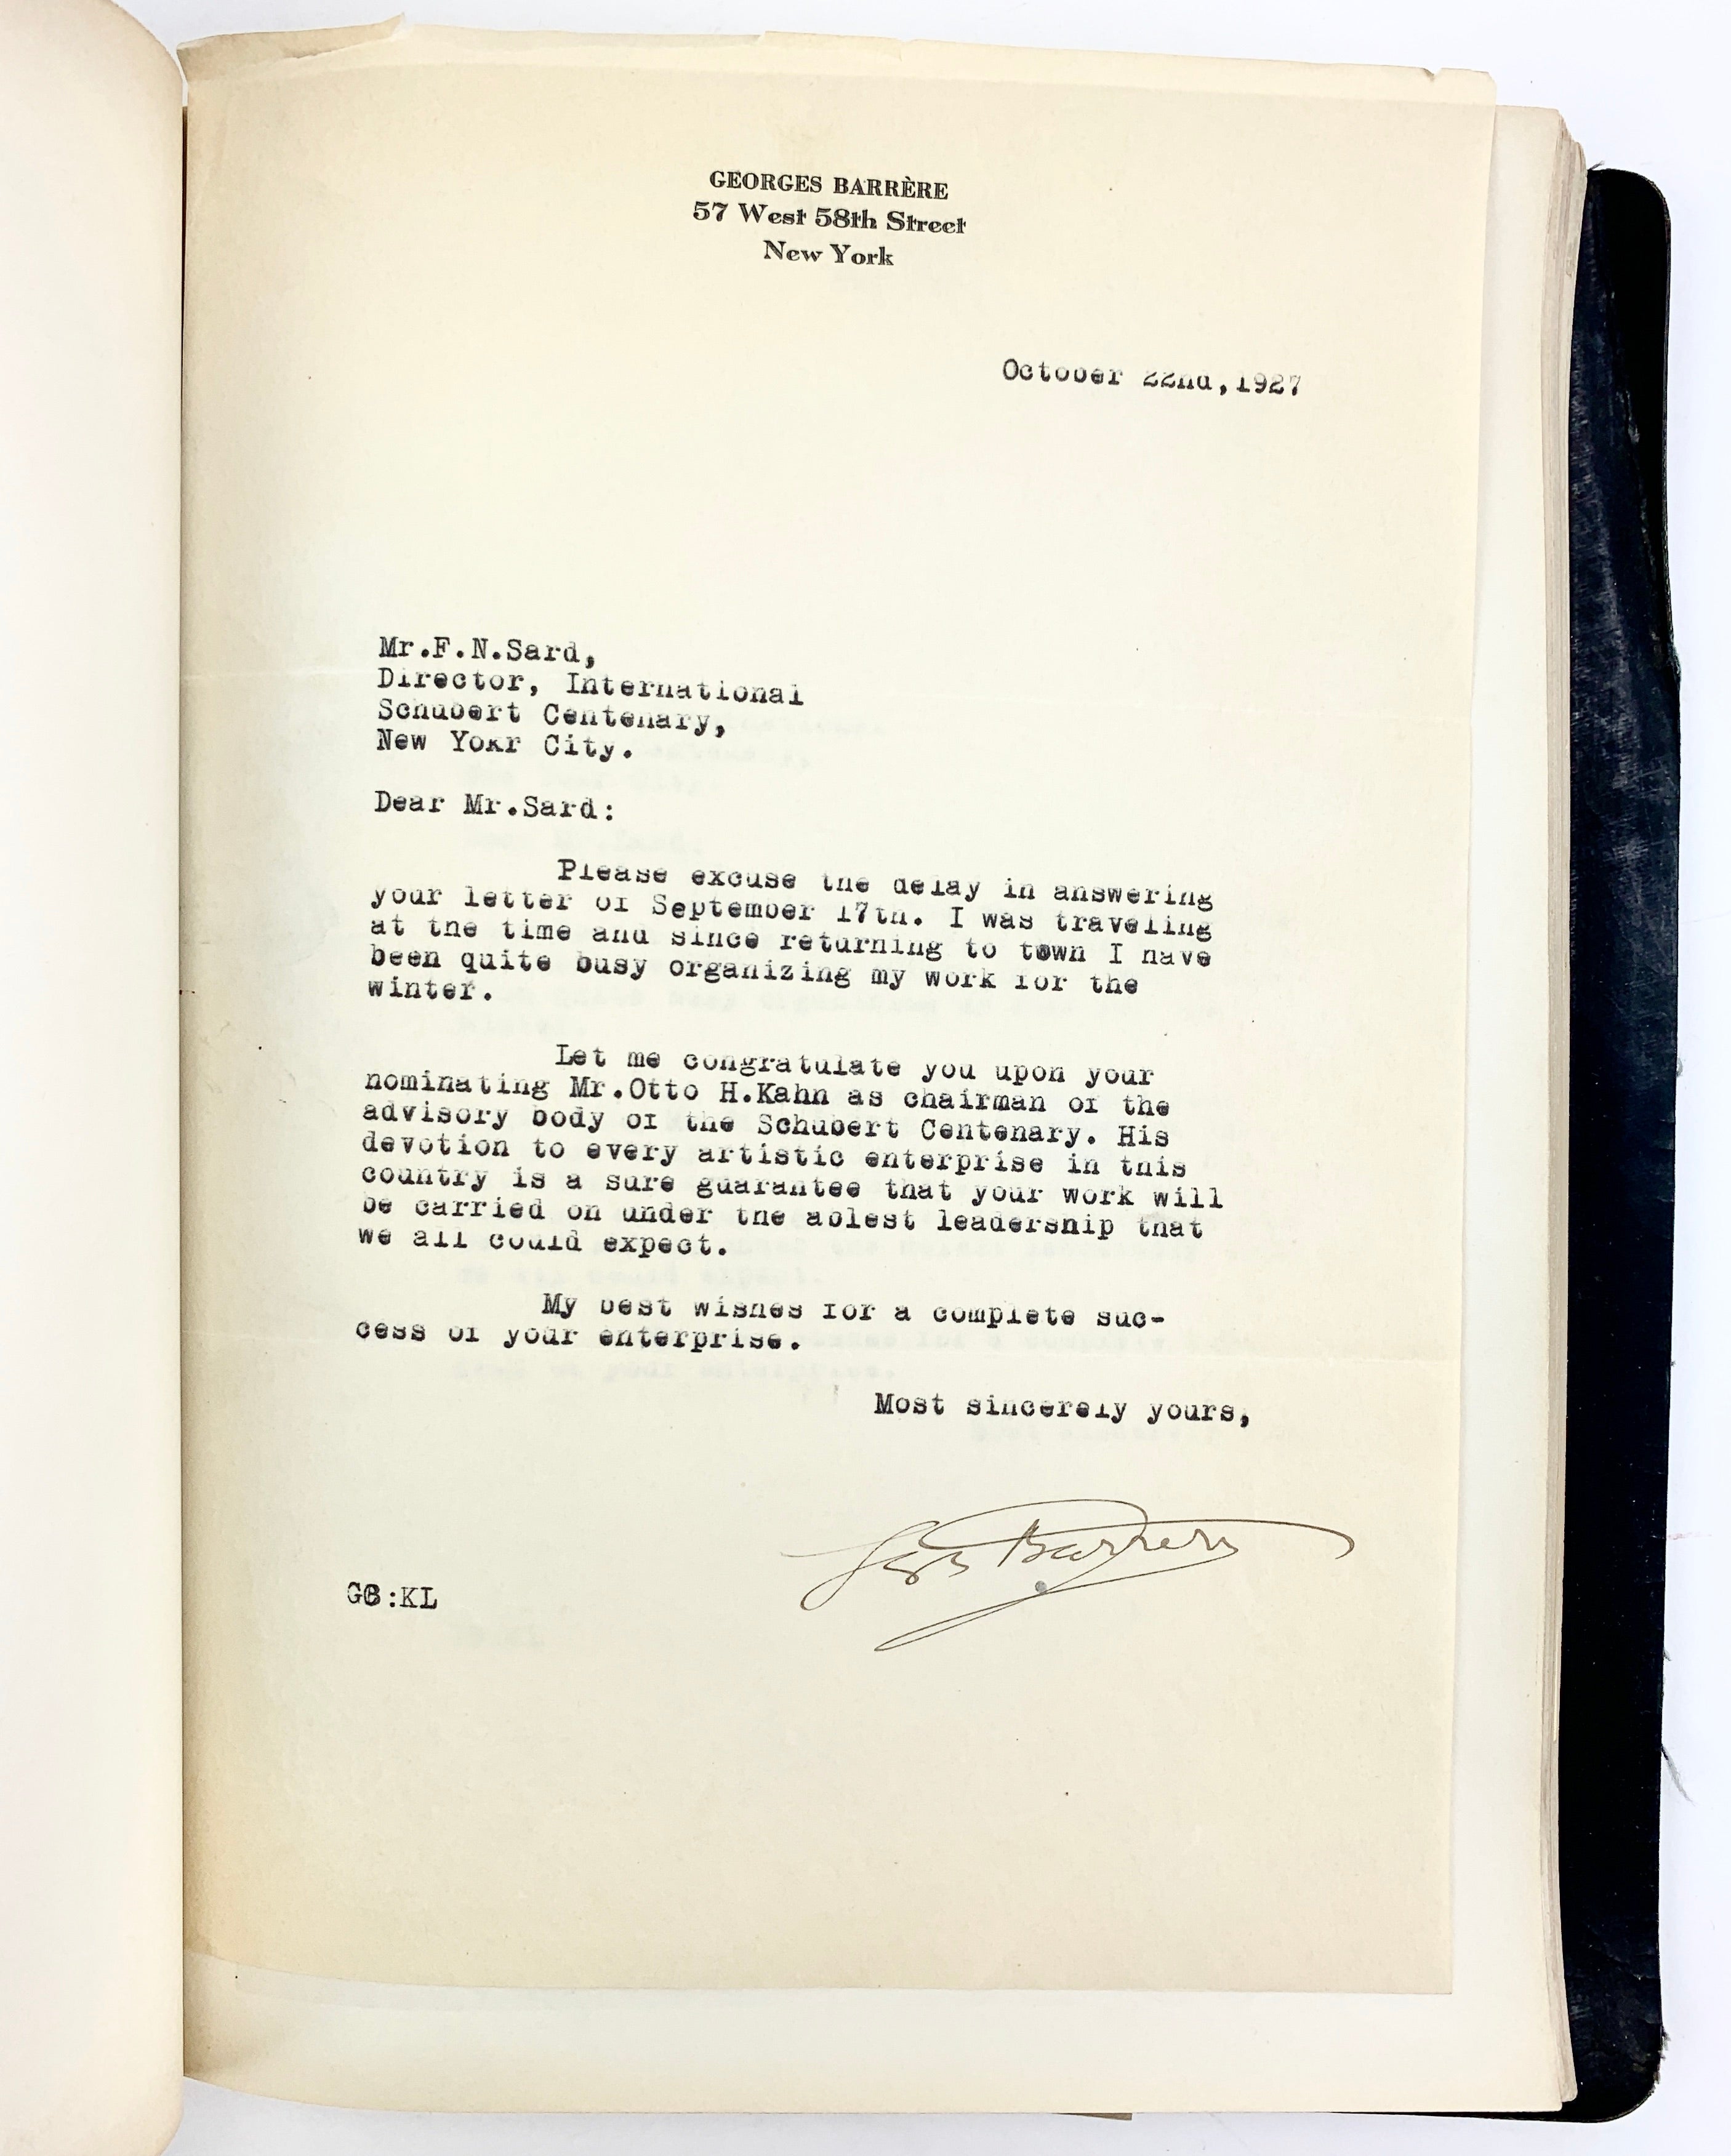 GEORGES BARRÈRE
57 West 58th Street
New York
October 22nd,1927
Mr.F.N.Sard,
Director, International
Schubert Centenary,
New Yokr City.
Dear Mr.Sard:
Please excuse the delay in answering
your letter of September 17th. I was traveling
at the time and since returning to town I have
been quite busy organizing my work for the
winter.
Let me congratulate you upon your
nominating Mr.Otto H.Kahn as chairman of the
advisory body of the Schubert Centenary. His
devotion to every artistic enterprise in this
country is a sure guarantee that your work will
be carried on under the ablest leadership that
we all could expect.
My best wishes for a complete suc-
cess of your enterprise.
Most sincerely yours,
Barrère
GB:KL